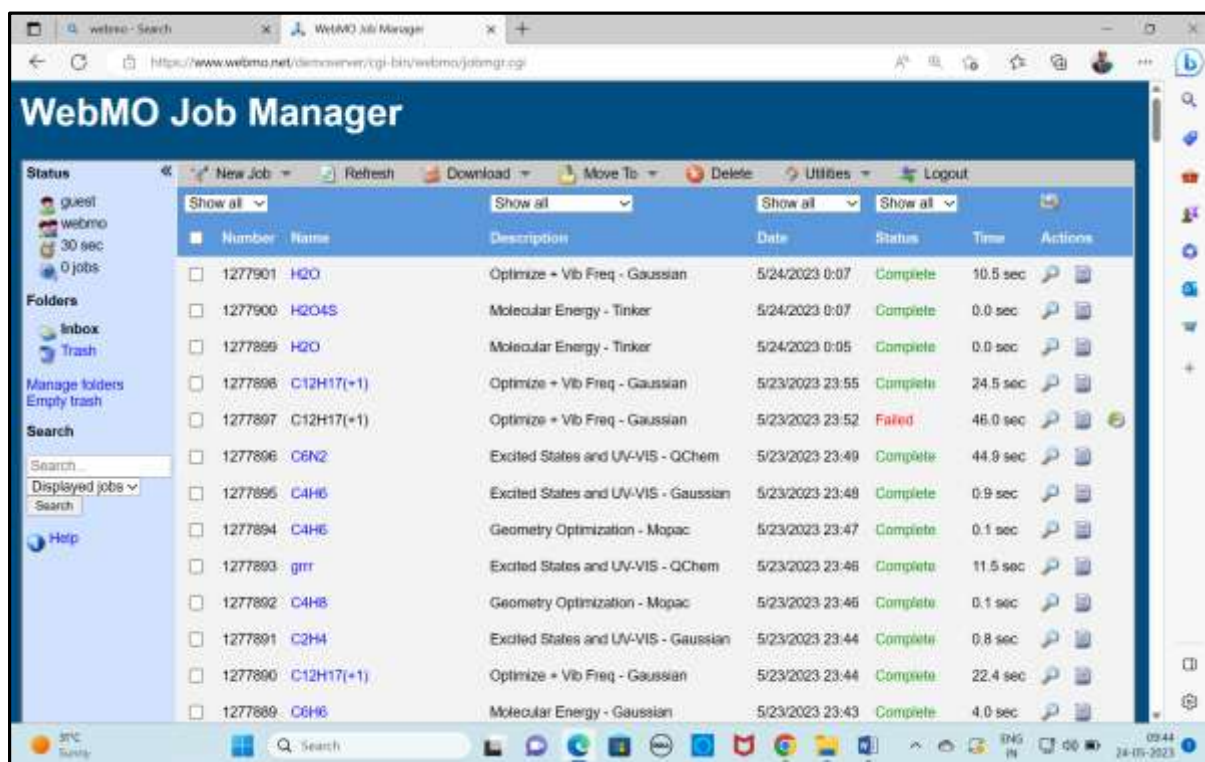 webmo - Search
WebMO Job Manager
https://www.webmo.net/demoserver/cgi-bin/webmo/jobmgr.cgi
WebMO Job Manager
Status
guest
webmo
30 sec
0 jobs
Folders
Inbox
Trash
Manage folders
Empty trash
Search
Search...
Displayed jobs
Search
Help
New Job Refresh Download Move To Delete Utilities Logout
Show all Show all Show all Show all
Number Name Description Date Status Time Actions
1277901 H2O Optimize + Vib Freq - Gaussian 5/24/2023 0:07 Complete 10.5 sec
1277900 H2O4S Molecular Energy - Tinker 5/24/2023 0:07 Complete 0.0 sec
1277899 H2O Molecular Energy - Tinker 5/24/2023 0:05 Complete 0.0 sec
1277898 C12H17(+1) Optimize + Vib Freq - Gaussian 5/23/2023 23:55 Complete 24.5 sec
1277897 C12H17(+1) Optimize + Vib Freq - Gaussian 5/23/2023 23:52 Failed 46.0 sec
1277896 C6N2 Excited States and UV-VIS - QChem 5/23/2023 23:49 Complete 44.9 sec
1277895 C4H6 Excited States and UV-VIS - Gaussian 5/23/2023 23:48 Complete 0.9 sec
1277894 C4H6 Geometry Optimization - Mopac 5/23/2023 23:47 Complete 0.1 sec
1277893 grrr Excited States and UV-VIS - QChem 5/23/2023 23:46 Complete 11.5 sec
1277892 C4H8 Geometry Optimization - Mopac 5/23/2023 23:46 Complete 0.1 sec
1277891 C2H4 Excited States and UV-VIS - Gaussian 5/23/2023 23:44 Complete 0.8 sec
1277890 C12H17(+1) Optimize + Vib Freq - Gaussian 5/23/2023 23:44 Complete 22.4 sec
1277889 C6H6 Molecular Energy - Gaussian 5/23/2023 23:43 Complete 4.0 sec
Sunny
Search
ENG
IN
09:44
24-05-2023